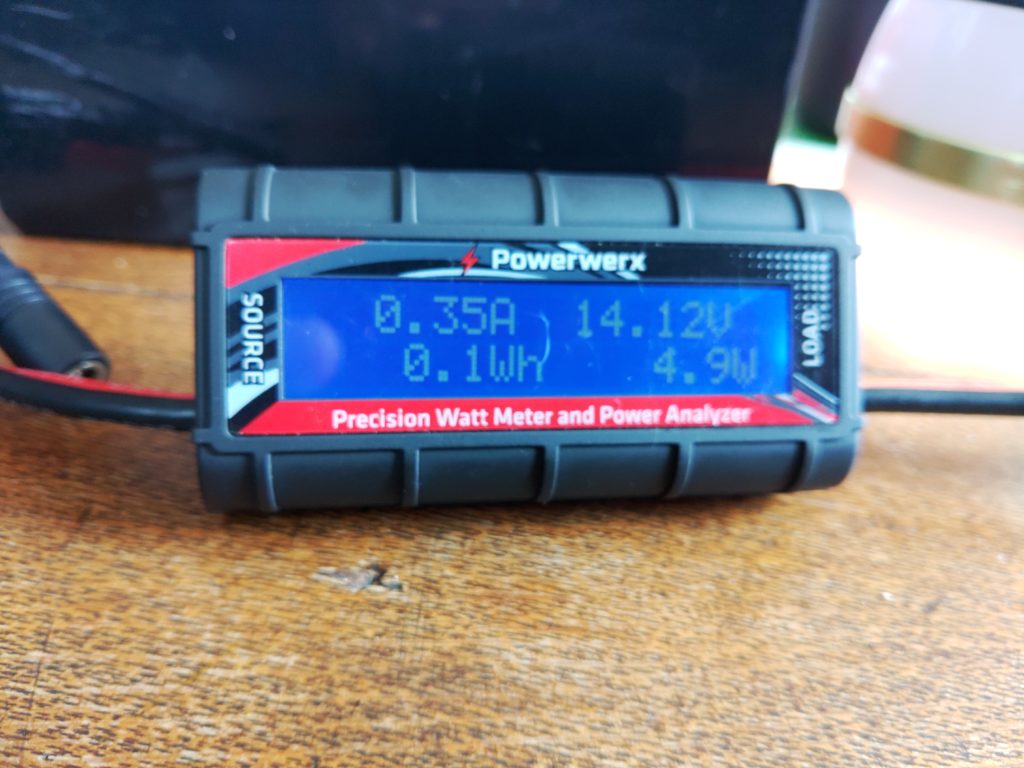 Powerwerx
SOURCE
0.35A 14.12V
0.1Wh 4.9W
LOAD
Precision Watt Meter and Power Analyzer